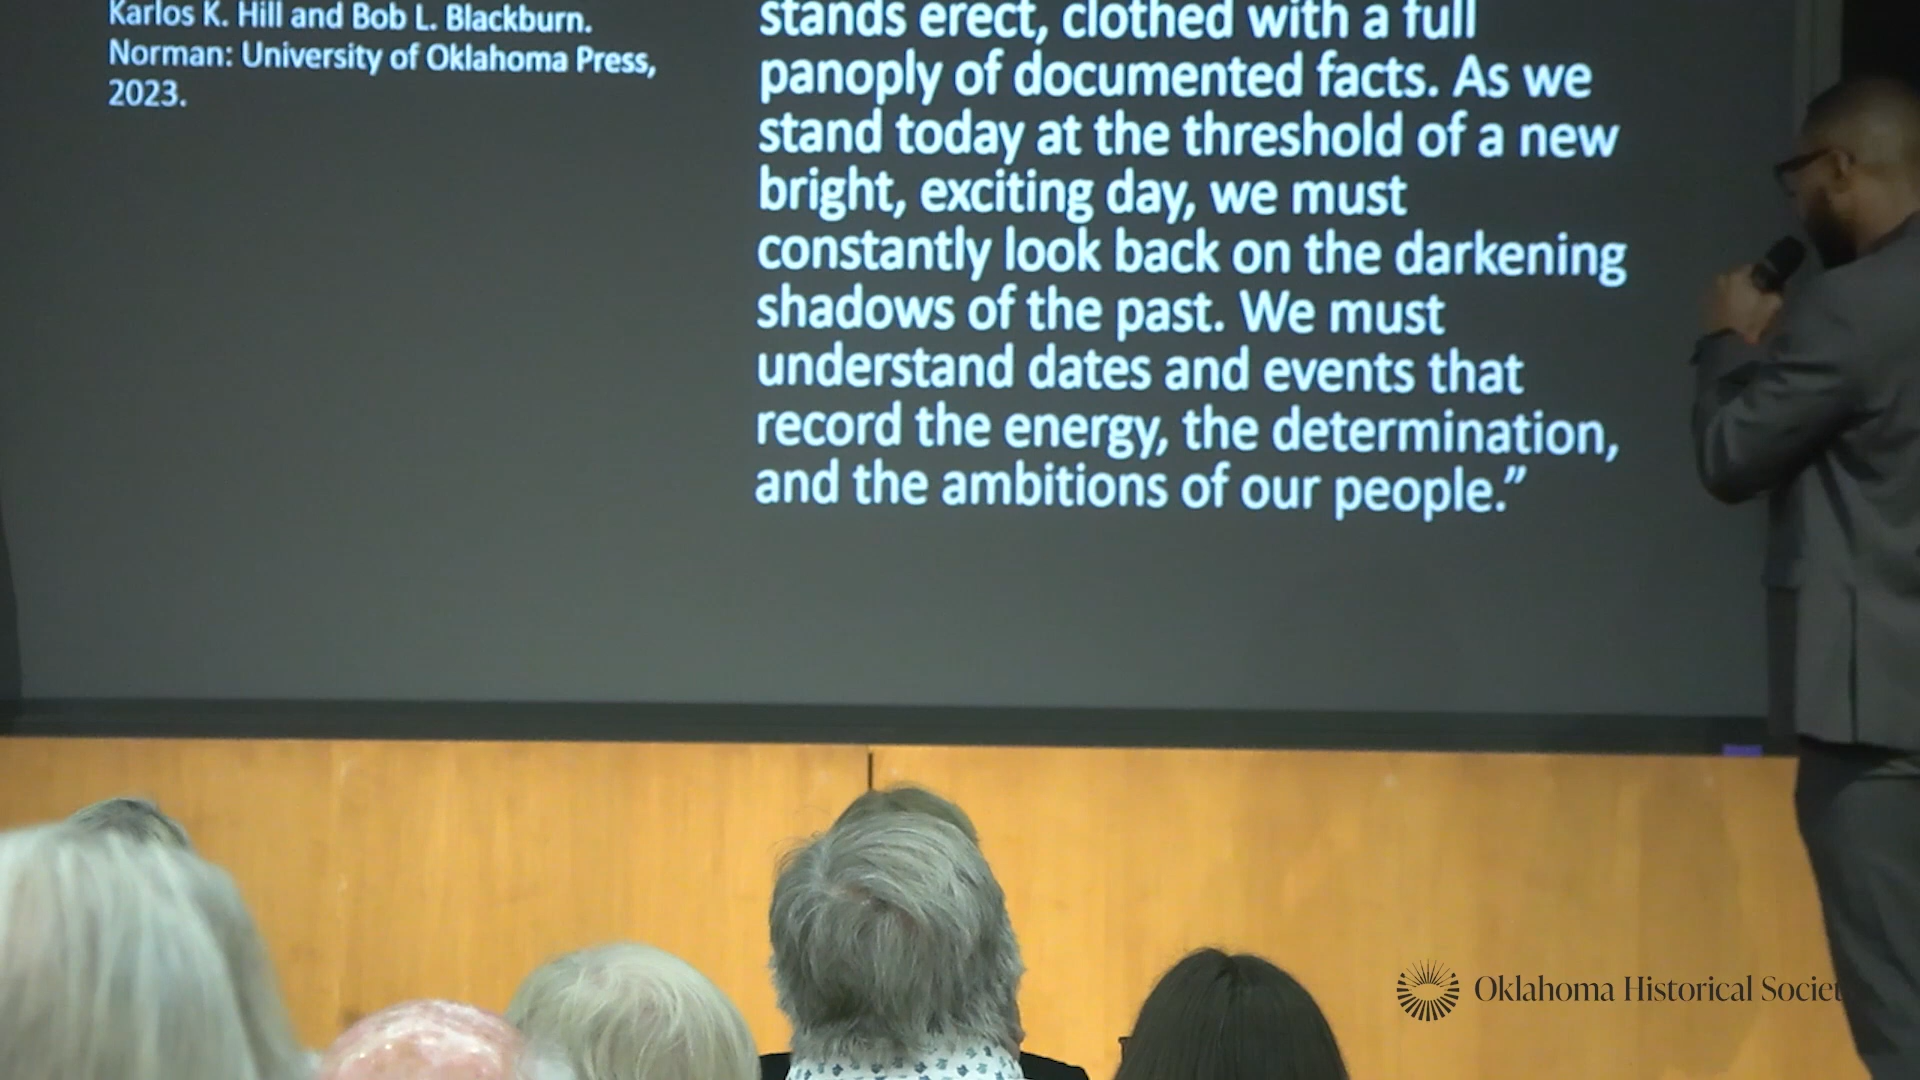 Karlos K. Hill and Bob L. Blackburn.
Norman: University of Oklahoma Press,
2023.
stands erect, clothed with a full
panoply of documented facts. As we
stand today at the threshold of a new
bright, exciting day, we must
constantly look back on the darkening
shadows of the past. We must
understand dates and events that
record the energy, the determination,
and the ambitions of our people.”
Oklahoma Historical Societ